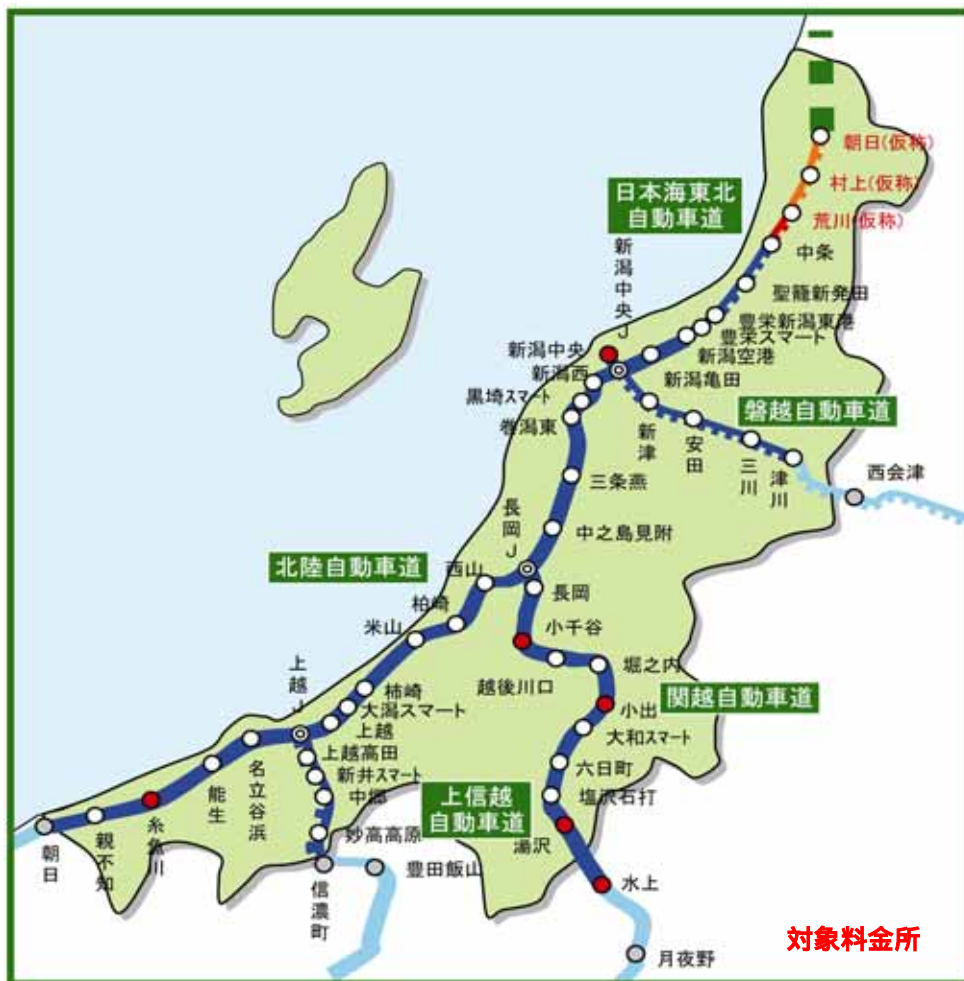 朝日(仮称)
村上(仮称)
荒川(仮称)
日本海東北
自動車道
中条
新潟中央J
聖籠新発田
豊栄新潟東港
豊栄スマート
新潟空港
新潟中央
新潟西
新潟亀田
黒埼スマート
巻潟東
磐越自動車道
新津
安田
三川
津川
西会津
三条燕
中之島見附
長岡J
北陸自動車道
西山
長岡
柏崎
米山
小千谷
堀之内
越後川口
関越自動車道
上越J
柿崎
大潟スマート
上越
小出
大和スマート
上越高田
新井スマート
中郷
六日町
塩沢石打
上信越
自動車道
名立谷浜
能生
糸魚川
親不知
朝日
妙高高原
豊田飯山
信濃町
湯沢
水上
月夜野
対象料金所